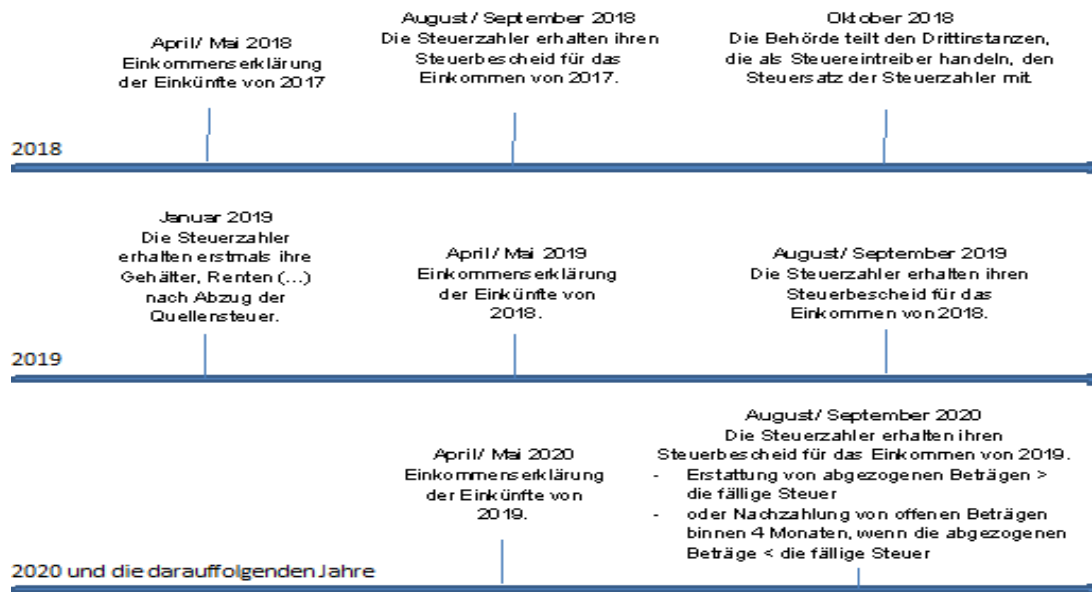 April/ Mai 2018
Einkommenserklärung
der Einkünfte von 2017
August/ September 2018
Die Steuerzahler erhalten ihren
Steuerbescheid für das
Einkommen von 2017.
Oktober 2018
Die Behörde teilt den Drittinstanzen,
die als Steuereintreiber handeln, den
Steuersatz der Steuerzahler mit.
2018
Januar 2019
Die Steuerzahler
erhalten erstmals ihre
Gehälter, Renten (...)
nach Abzug der
Quellensteuer.
April/ Mai 2019
Einkommenserklärung
der Einkünfte von
2018.
August/ September 2019
Die Steuerzahler erhalten ihren
Steuerbescheid für das
Einkommen von 2018.
2019
April/ Mai 2020
Einkommenserklärung
der Einkünfte von
2019.
August/ September 2020
Die Steuerzahler erhalten ihren
Steuerbescheid für das Einkommen von 2019.
- Erstattung von abgezogenen Beträgen >
die fällige Steuer
- oder Nachzahlung von offenen Beträgen
binnen 4 Monaten, wenn die abgezogenen
Beträge < die fällige Steuer
2020 und die darauffolgenden Jahre